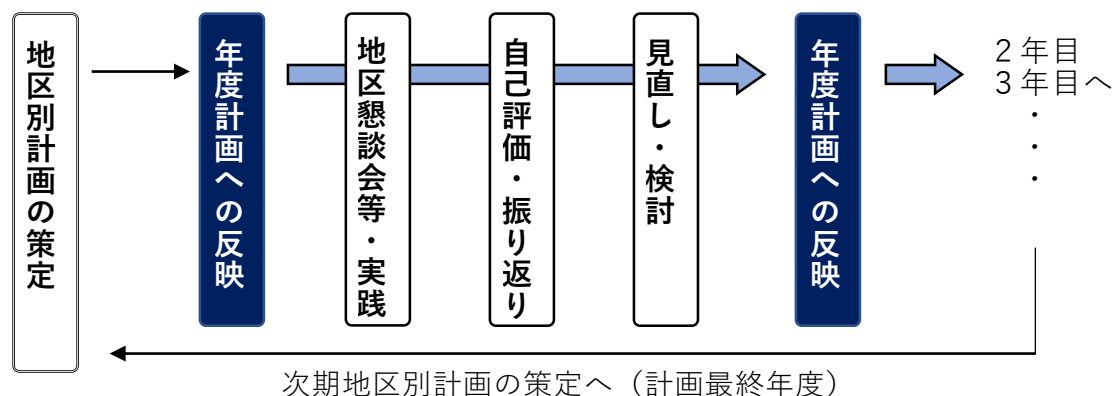 地区別計画の策定
年度計画への反映
地区懇談会等・実践
自己評価・振り返り
見直し・検討
年度計画への反映
２年目
３年目へ
・
・
・
次期地区別計画の策定へ（計画最終年度）